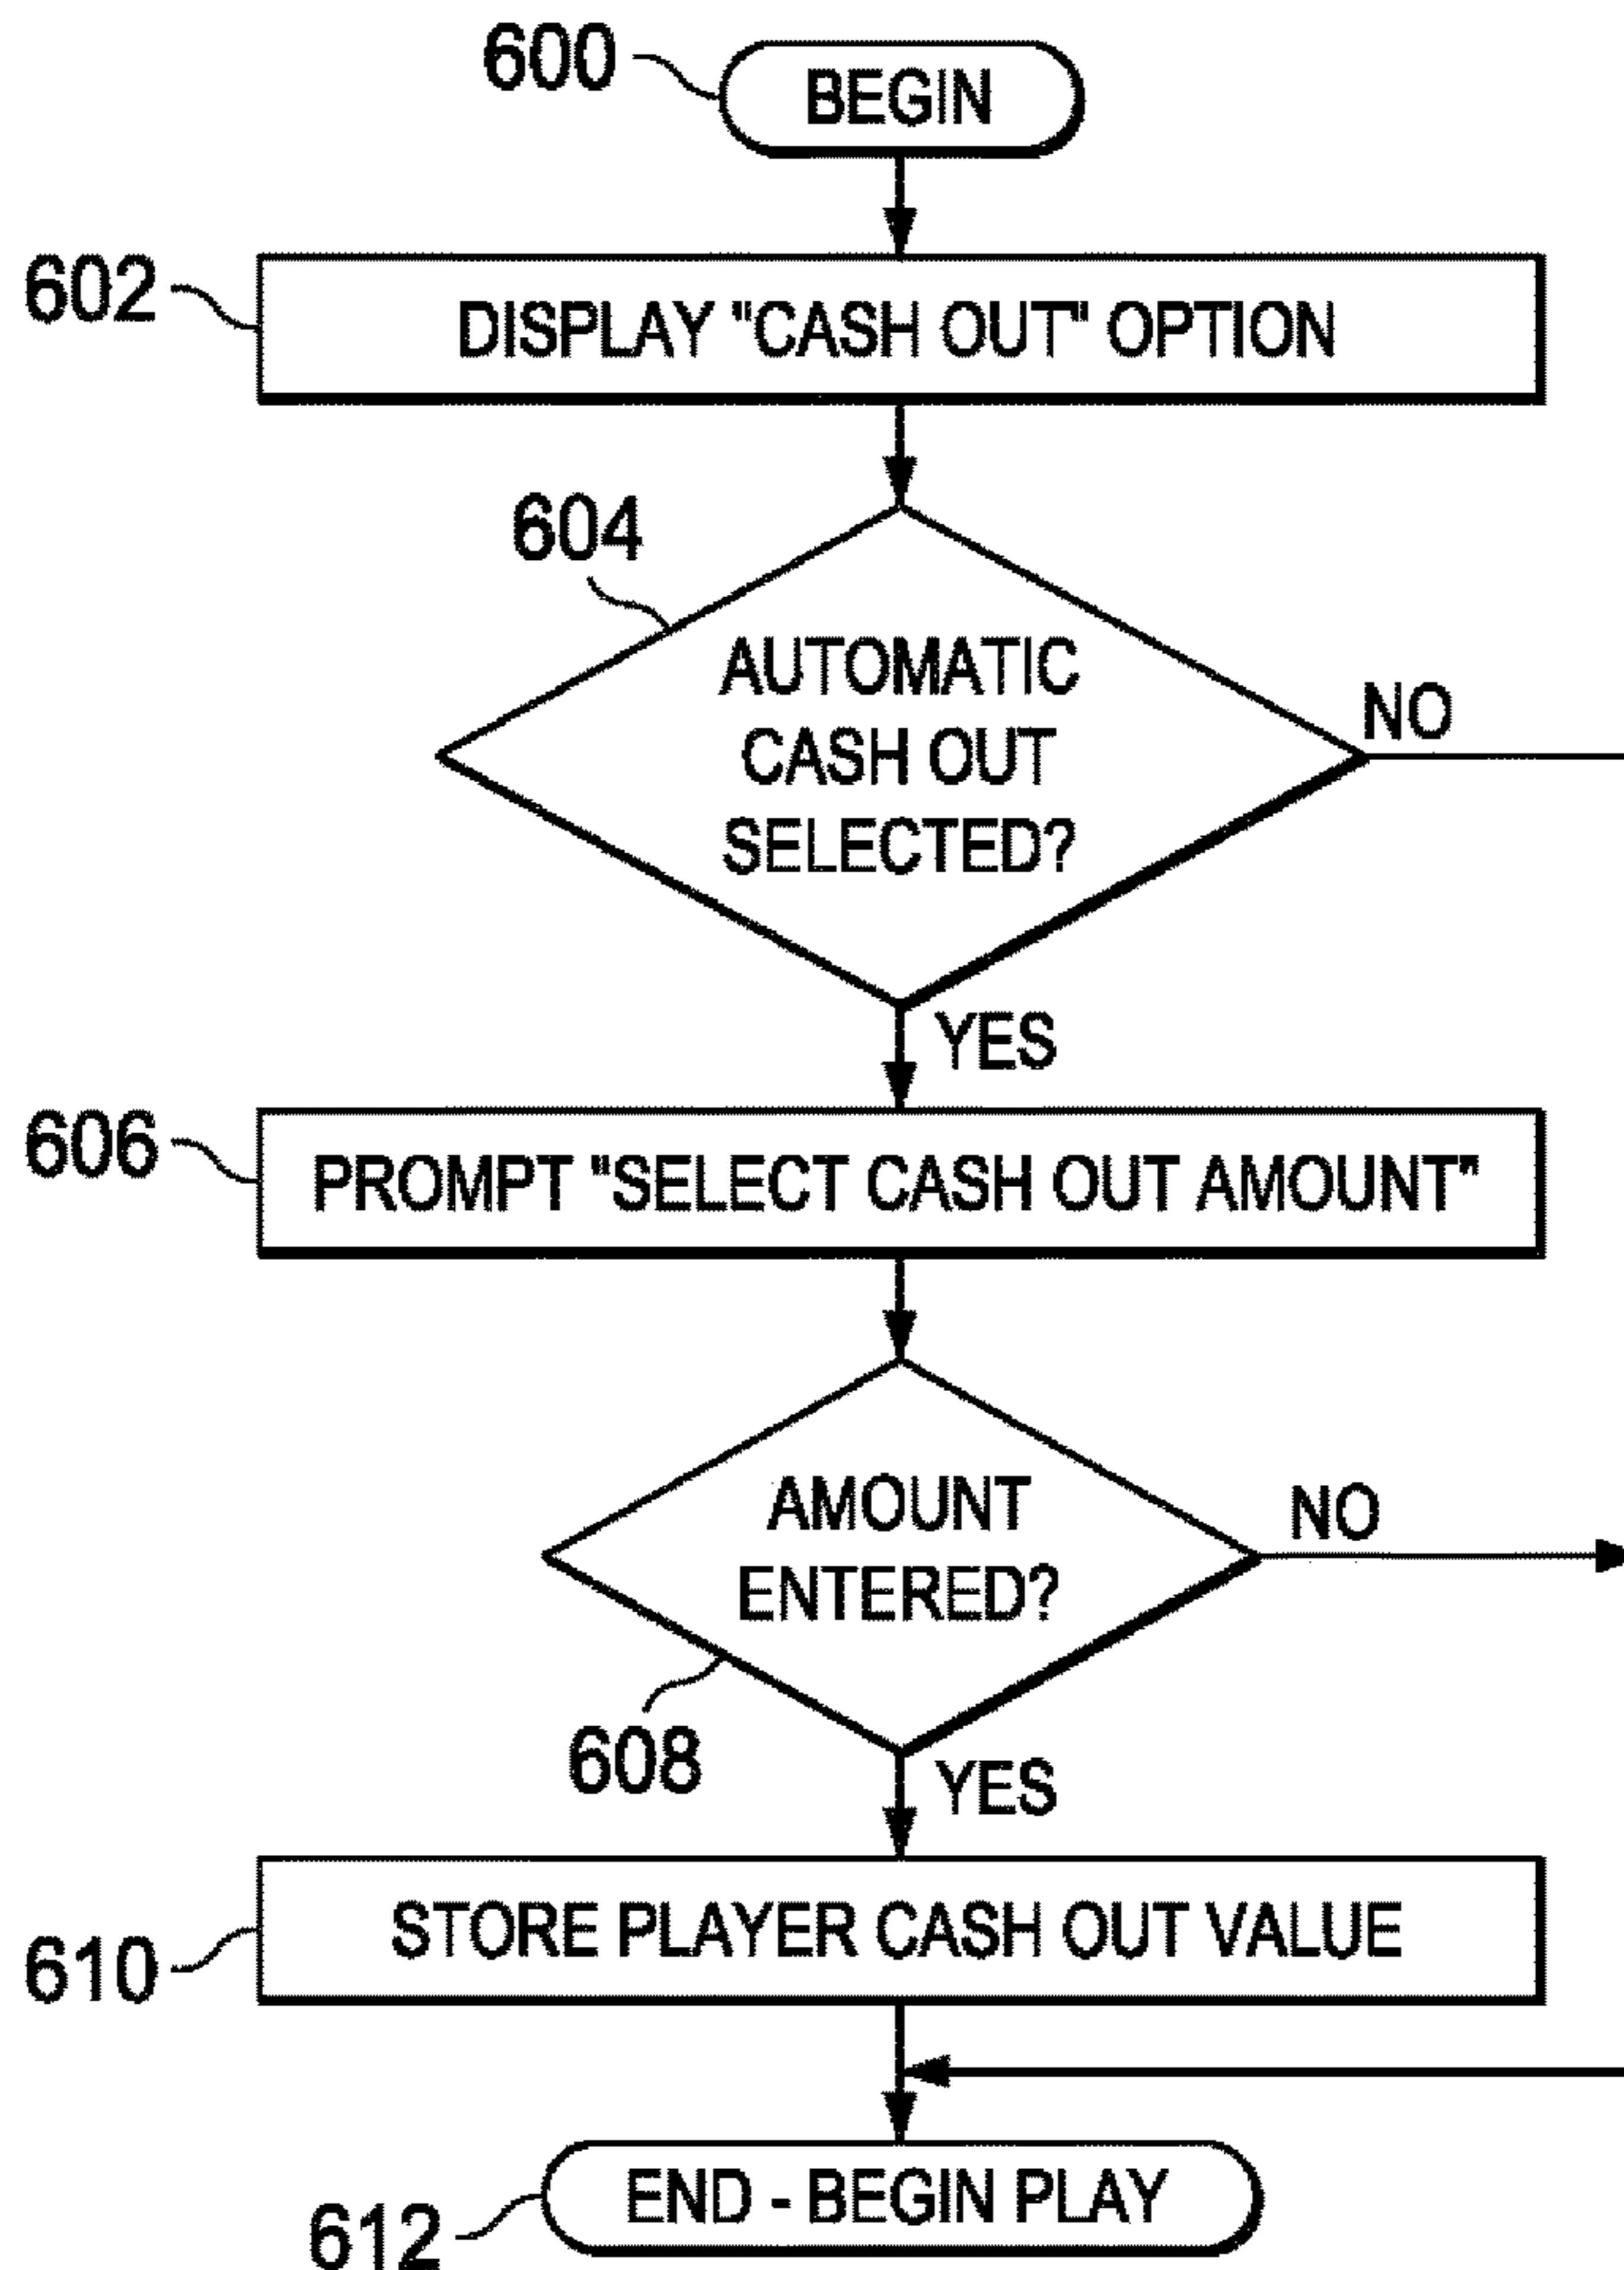 600
BEGIN
602
DISPLAY "CASH OUT" OPTION
604
AUTOMATIC
CASH OUT
SELECTED?
NO
YES
606
PROMPT "SELECT CASH OUT AMOUNT"
AMOUNT
ENTERED?
NO
608
YES
610
STORE PLAYER CASH OUT VALUE
612
END - BEGIN PLAY